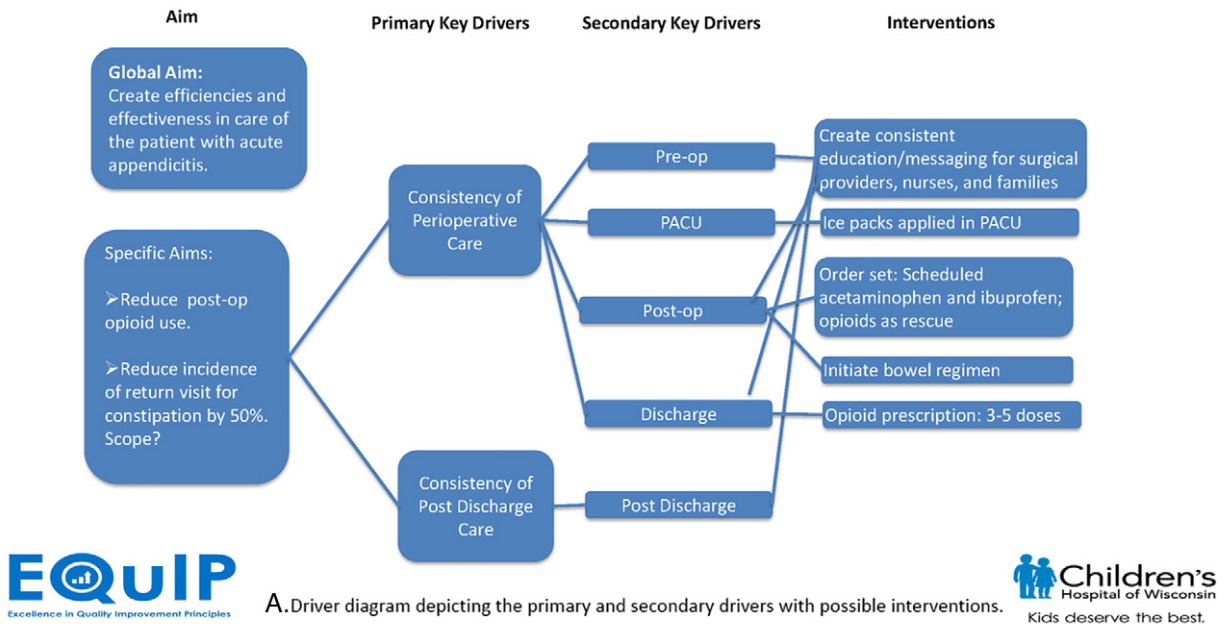 Aim
Primary Key Drivers
Secondary Key Drivers
Interventions
Global Aim:
Create efficiencies and
effectiveness in care of
the patient with acute
appendicitis.
Specific Aims:
➢Reduce post-op
opioid use.
➢Reduce incidence
of return visit for
constipation by 50%.
Scope?
Consistency of
Perioperative
Care
Consistency of
Post Discharge
Care
Pre-op
PACU
Post-op
Discharge
Post Discharge
Create consistent
education/messaging for surgical
providers, nurses, and families
Ice packs applied in PACU
Order set: Scheduled
acetaminophen and ibuprofen;
opioids as rescue
Initiate bowel regimen
Opioid prescription: 3-5 doses
EQuIP
Excellence in Quality Improvement Principles
A.Driver diagram depicting the primary and secondary drivers with possible interventions.
Children's
Hospital of Wisconsin
Kids deserve the best.